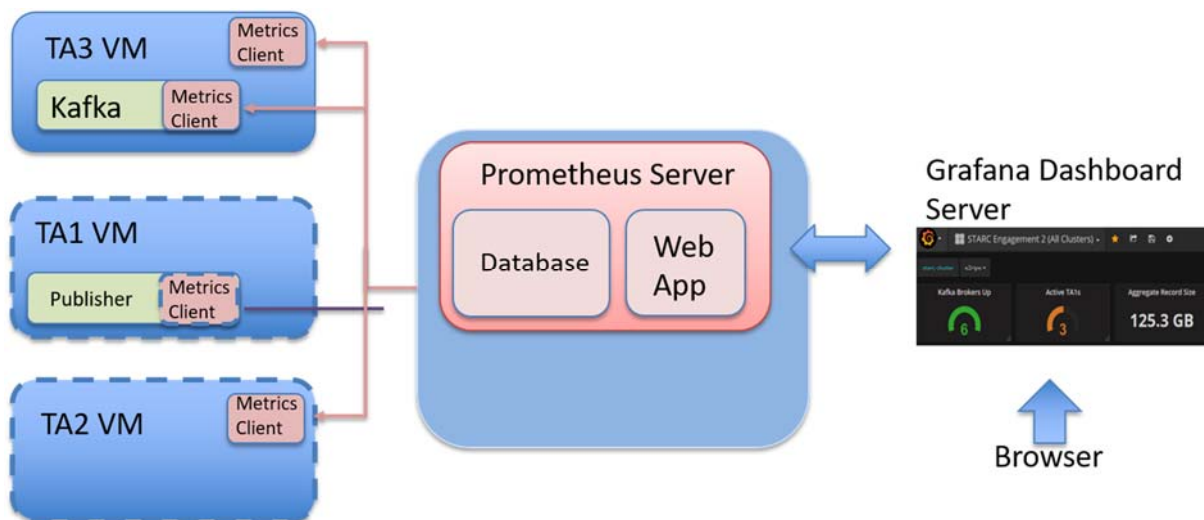 TA3 VM
Metrics
Client
Kafka
Metrics
Client
TA1 VM
Publisher
Metrics
Client
TA2 VM
Metrics
Client
Prometheus Server
Database
Web
App
Grafana Dashboard
Server
STARC Engagement 2 (All Clusters)
Kafka Brokers Up
6
Active TA1s
3
Aggregate Record Size
125.3 GB
Browser